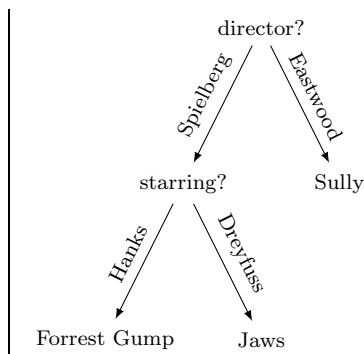 director?
Spielberg
Eastwood
starring?
Sully
Hanks
Dreyfuss
Forrest Gump
Jaws